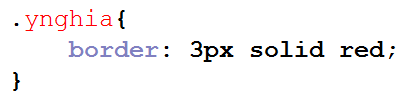 .ynghia{
    border: 3px solid red;
}